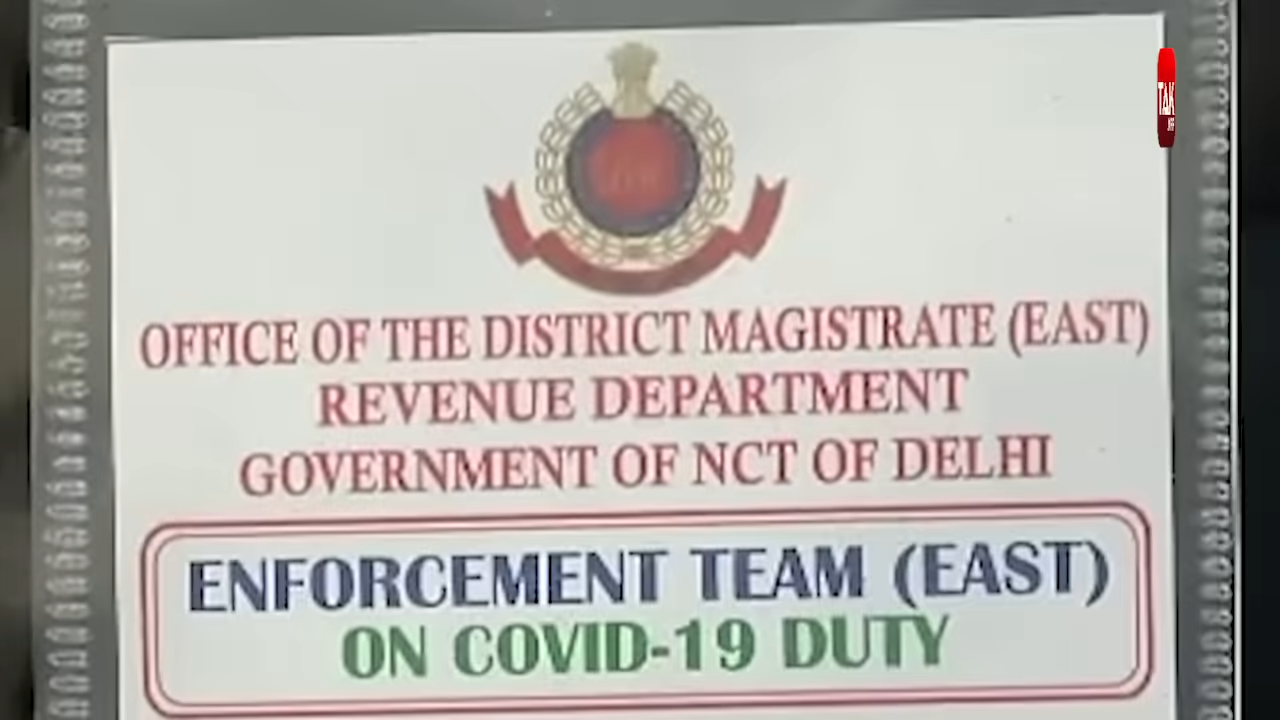 TAK
OFFICE OF THE DISTRICT MAGISTRATE (EAST)
REVENUE DEPARTMENT
GOVERNMENT OF NCT OF DELHI
ENFORCEMENT TEAM (EAST)
ON COVID-19 DUTY